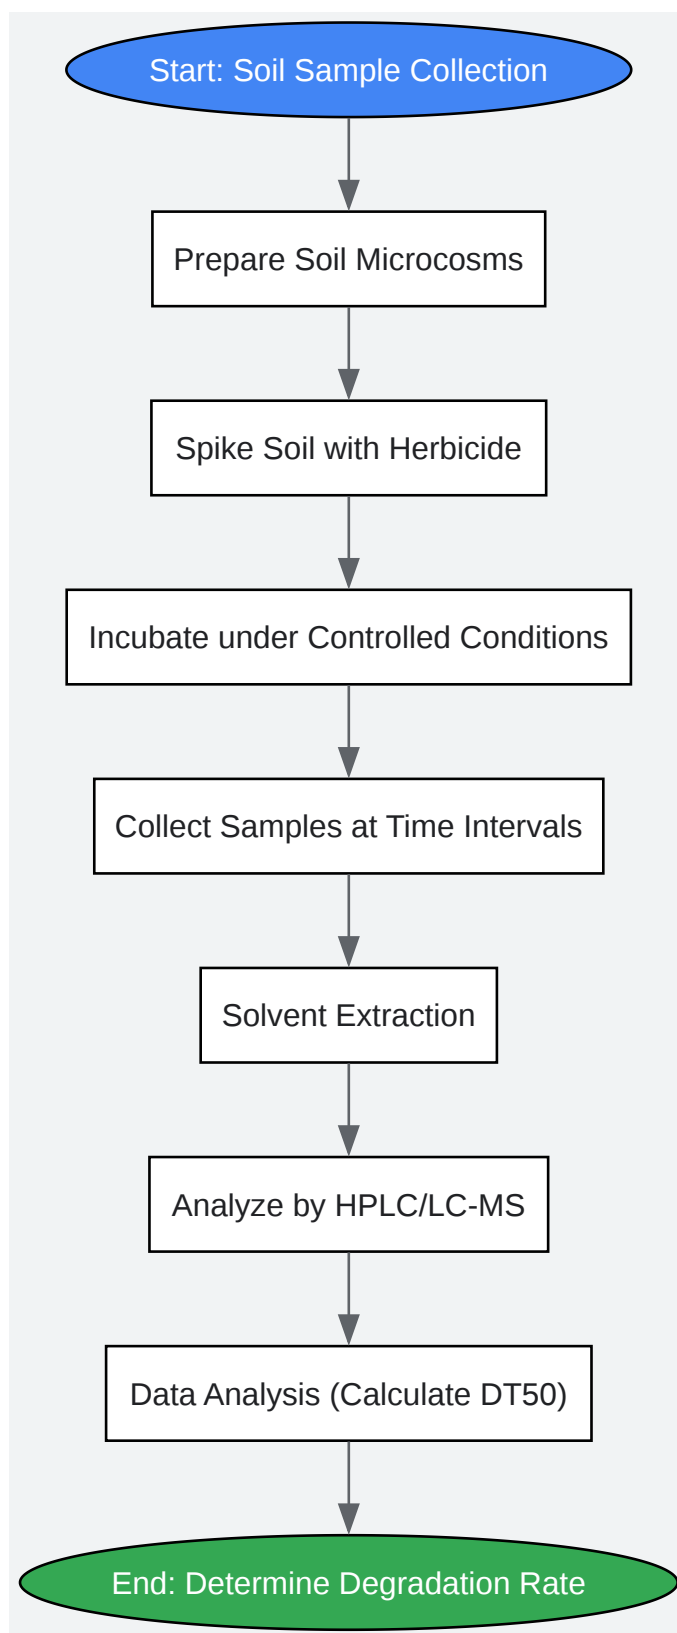 Start: Soil Sample Collection
Prepare Soil Microcosms
Spike Soil with Herbicide
Incubate under Controlled Conditions
Collect Samples at Time Intervals
Solvent Extraction
Analyze by HPLC/LC-MS
Data Analysis (Calculate DT50)
End: Determine Degradation Rate